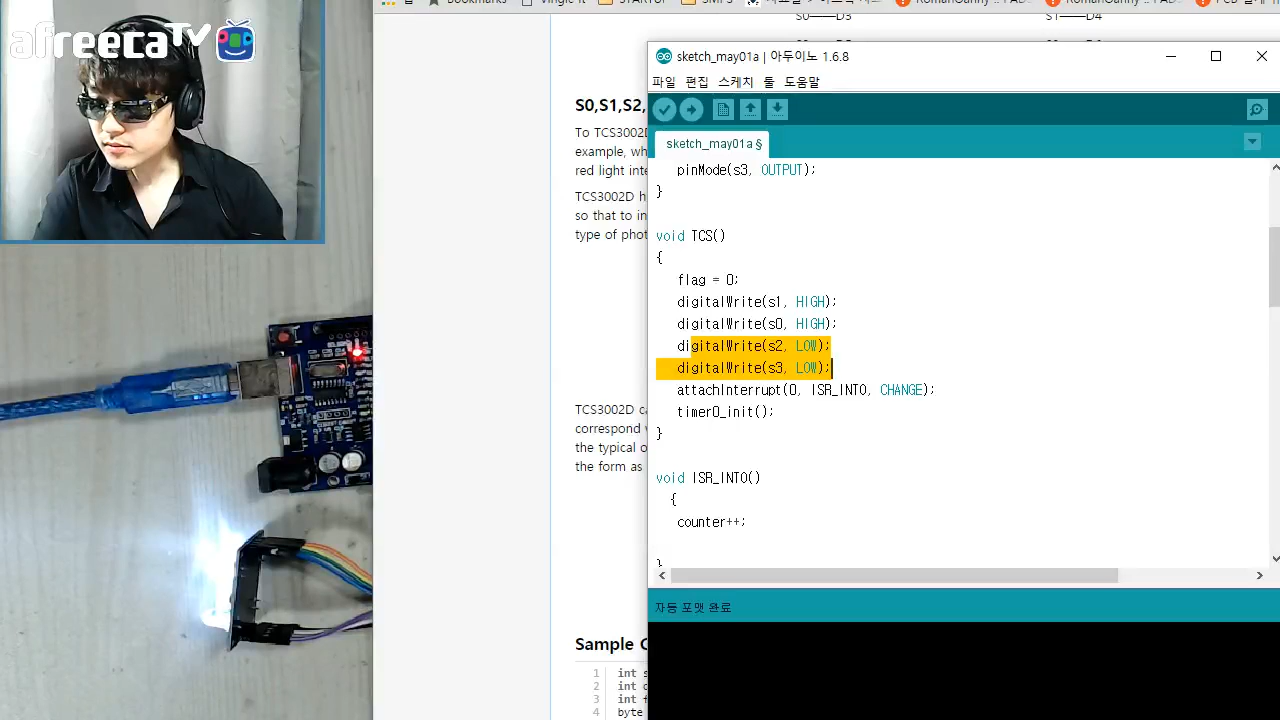 afreecaTV
Bookmarks
S0——D3
S1——D4
S0,S1,S2,
To TCS3002D
example, wh
red light inte
TCS3002D h
so that to in
type of phot
TCS3002D ca
correspond w
the typical o
the form as
Sample C
1 int s
2 int c
3 int f
4 byte
sketch_may01a | 아두이노 1.6.8
파일 편집 스케치 툴 도움말
sketch_may01a §
pinMode(s3, OUTPUT);
}
void TCS()
{
flag = 0;
digitalWrite(s1, HIGH);
digitalWrite(s0, HIGH);
digitalWrite(s2, LOW);
digitalWrite(s3, LOW);
attachInterrupt(0, ISR_INTO, CHANGE);
timer0_init();
}
void ISR_INTO()
{
counter++;
}
자동 포맷 완료